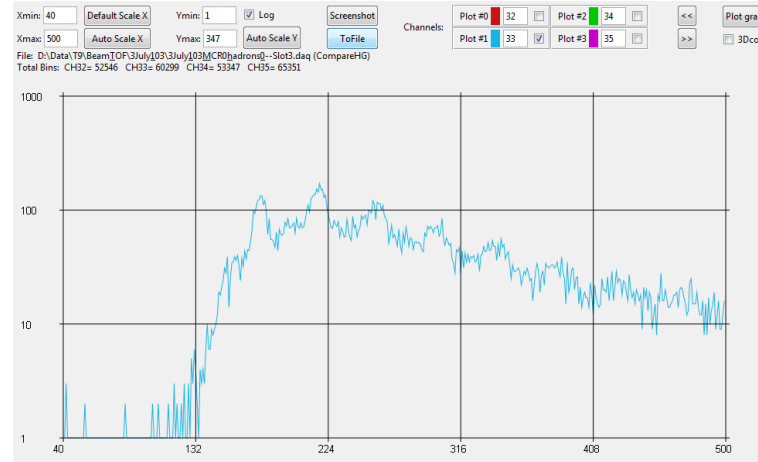 Xmin: 40 Default Scale X Ymin: 1 Log Screenshot Channels: Plot #0 32 Plot #2 34 << Plot gra
Xmax: 500 Auto Scale X Ymax: 347 Auto Scale Y ToFile Plot #1 33 Plot #3 35 >> 3Dco
File: D:\Data\T9\BeamTOF\3July103\3July103MCR0hadrons0--Slot3.daq (CompareHG)
Total Bins: CH32= 52546 CH33= 60299 CH34= 53347 CH35= 65351
1000
100
10
1
40 132 224 316 408 500